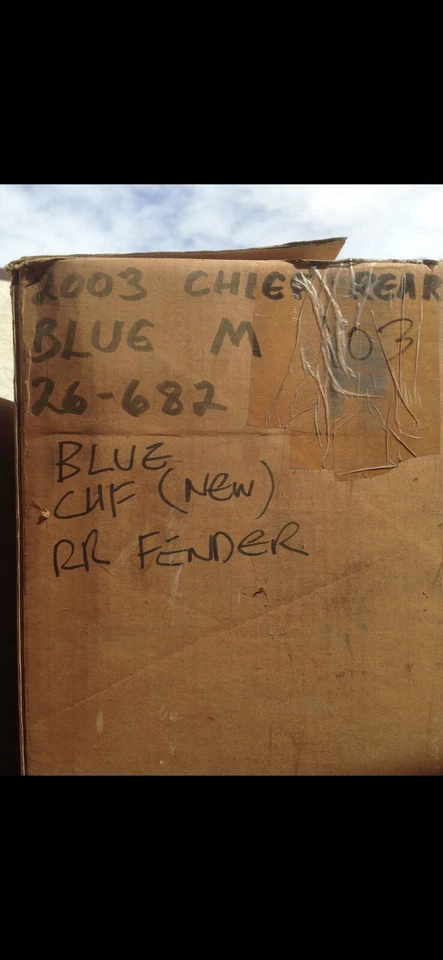 2003 CHIEF REAR
BLUE M 03
26-682
BLUE
CHF (NEW)
RR FENDER